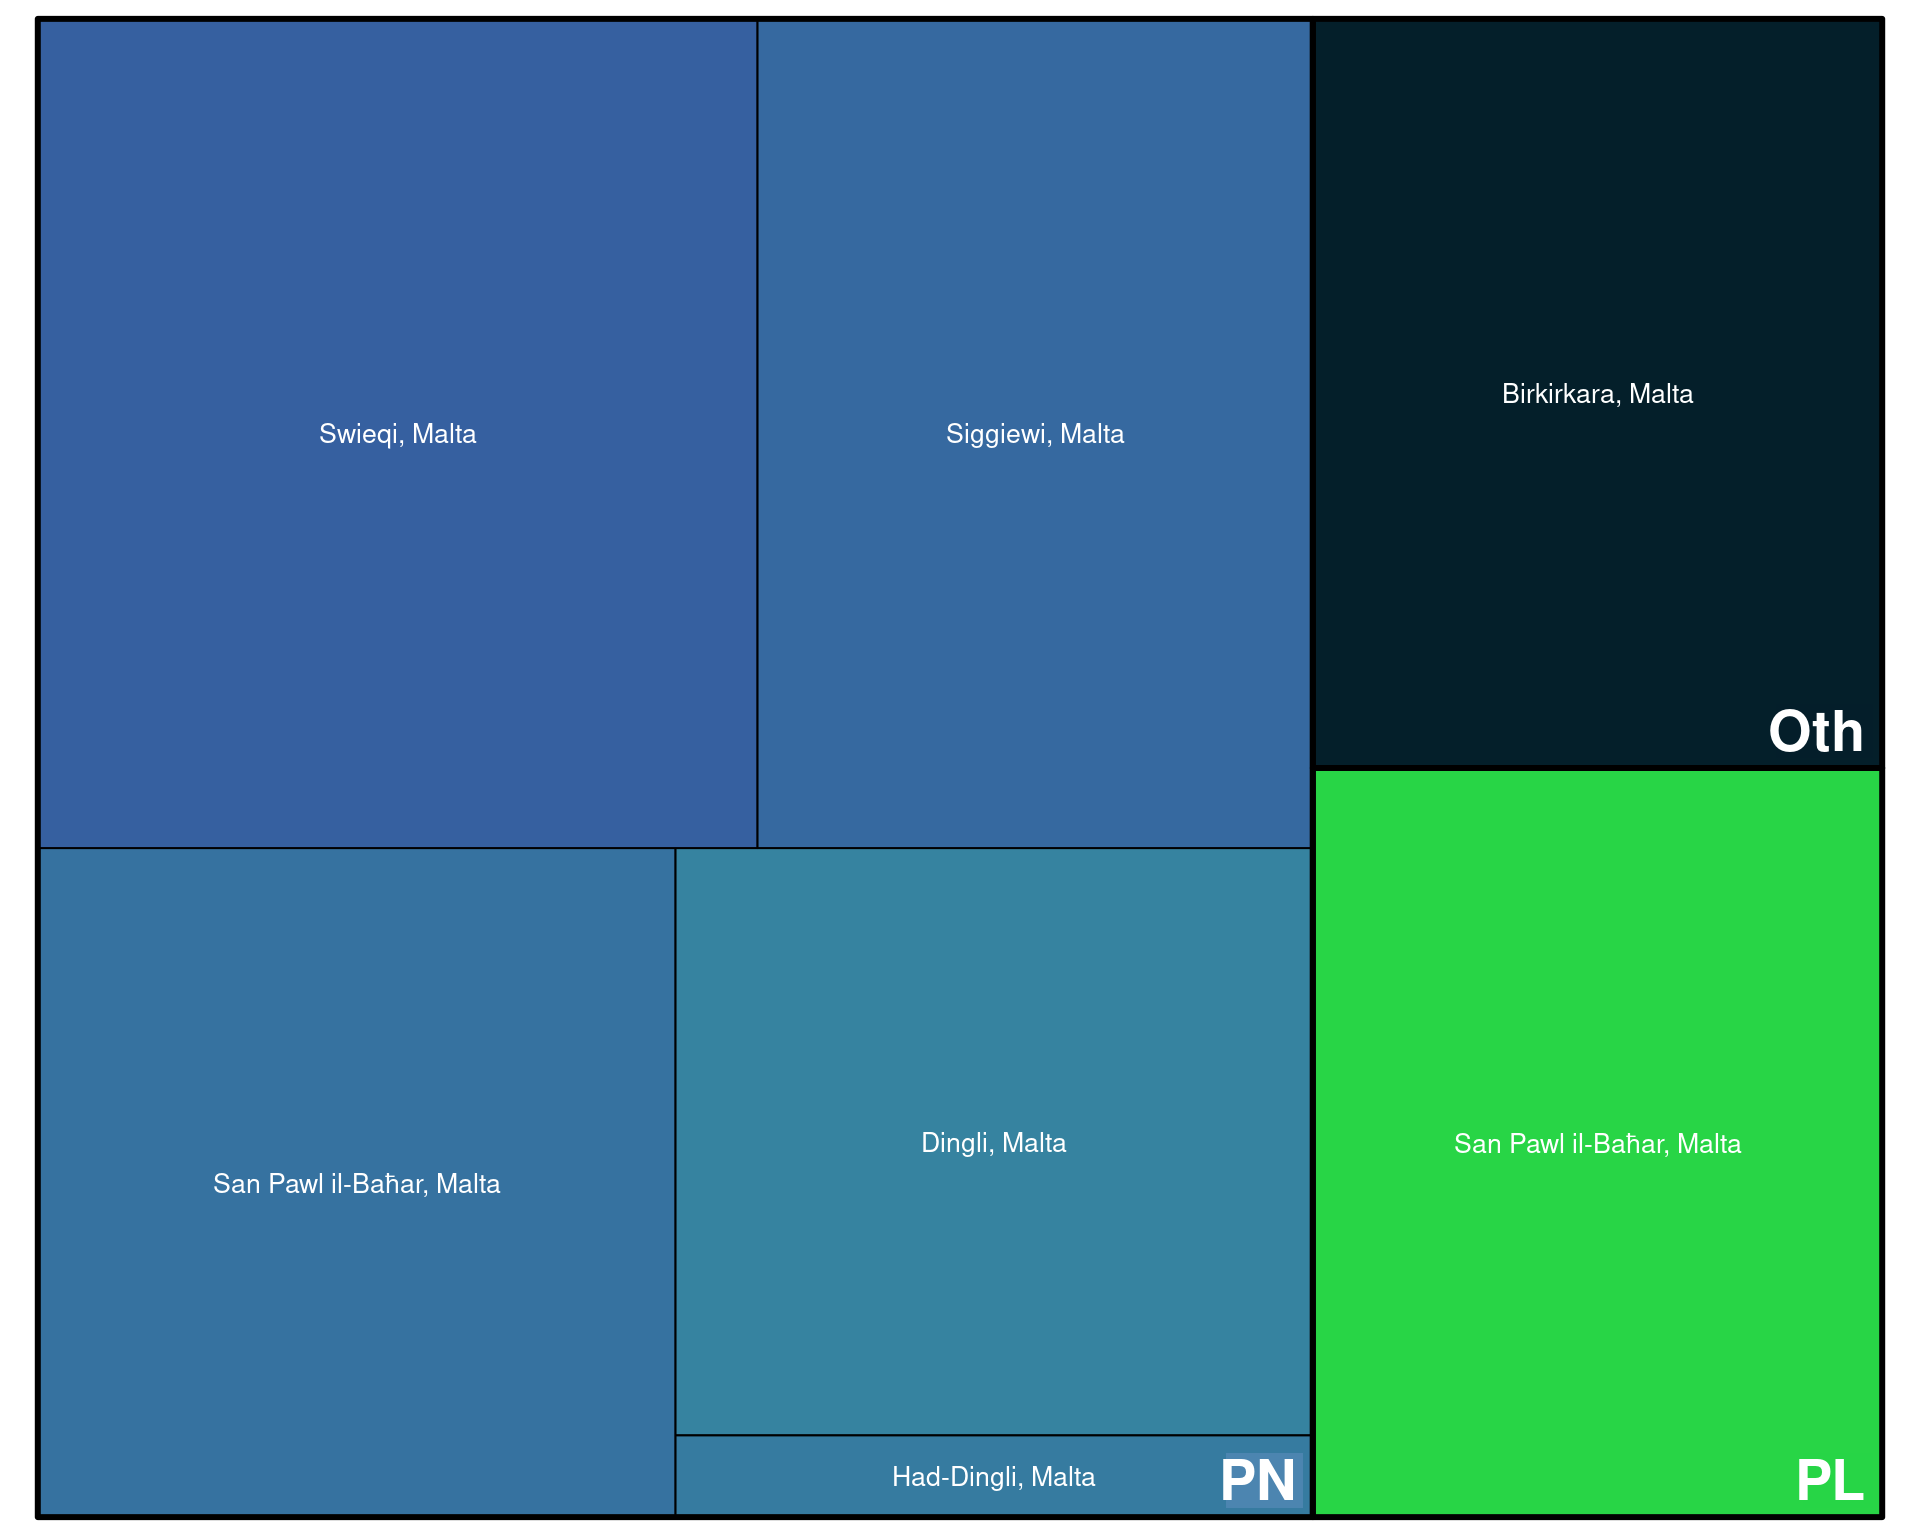 Swieqi, Malta
Siggiewi, Malta
Birkirkara, Malta
Oth
San Pawl il-Baħar, Malta
Dingli, Malta
Had-Dingli, Malta
PN
San Pawl il-Baħar, Malta
PL